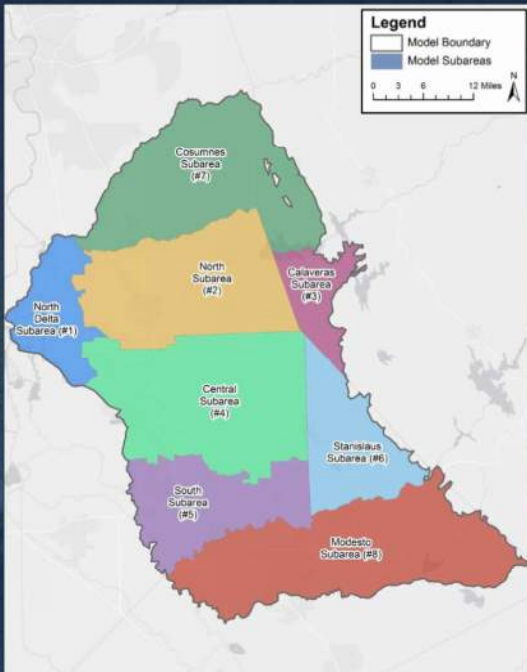 Legend
Model Boundary
Model Subareas
0 3 6 12 Miles
N
Cosumnes
Subarea
(#7)
North
Subarea
(#2)
Calaveras
Subarea
(#3)
North
Delta
Subarea (#1)
Central
Subarea
(#4)
Stanislaus
Subarea (#6)
South
Subarea
(#5)
Modesto
Subarea (#8)